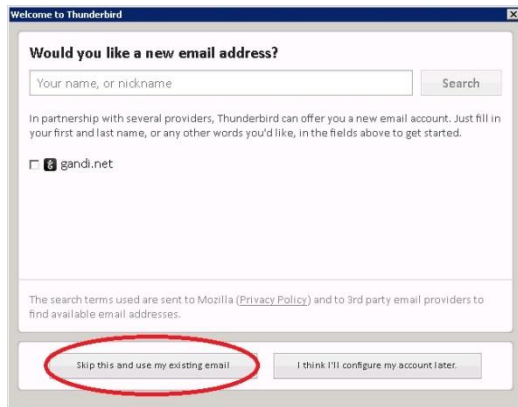 Welcome to Thunderbird
Would you like a new email address?
Your name, or nickname
Search
In partnership with several providers, Thunderbird can offer you a new email account. Just fill in
your first and last name, or any other words you'd like, in the fields above to get started.
gandi.net
The search terms used are sent to Mozilla (Privacy Policy) and to 3rd party email providers to
find available email addresses.
Skip this and use my existing email
I think I'll configure my account later.